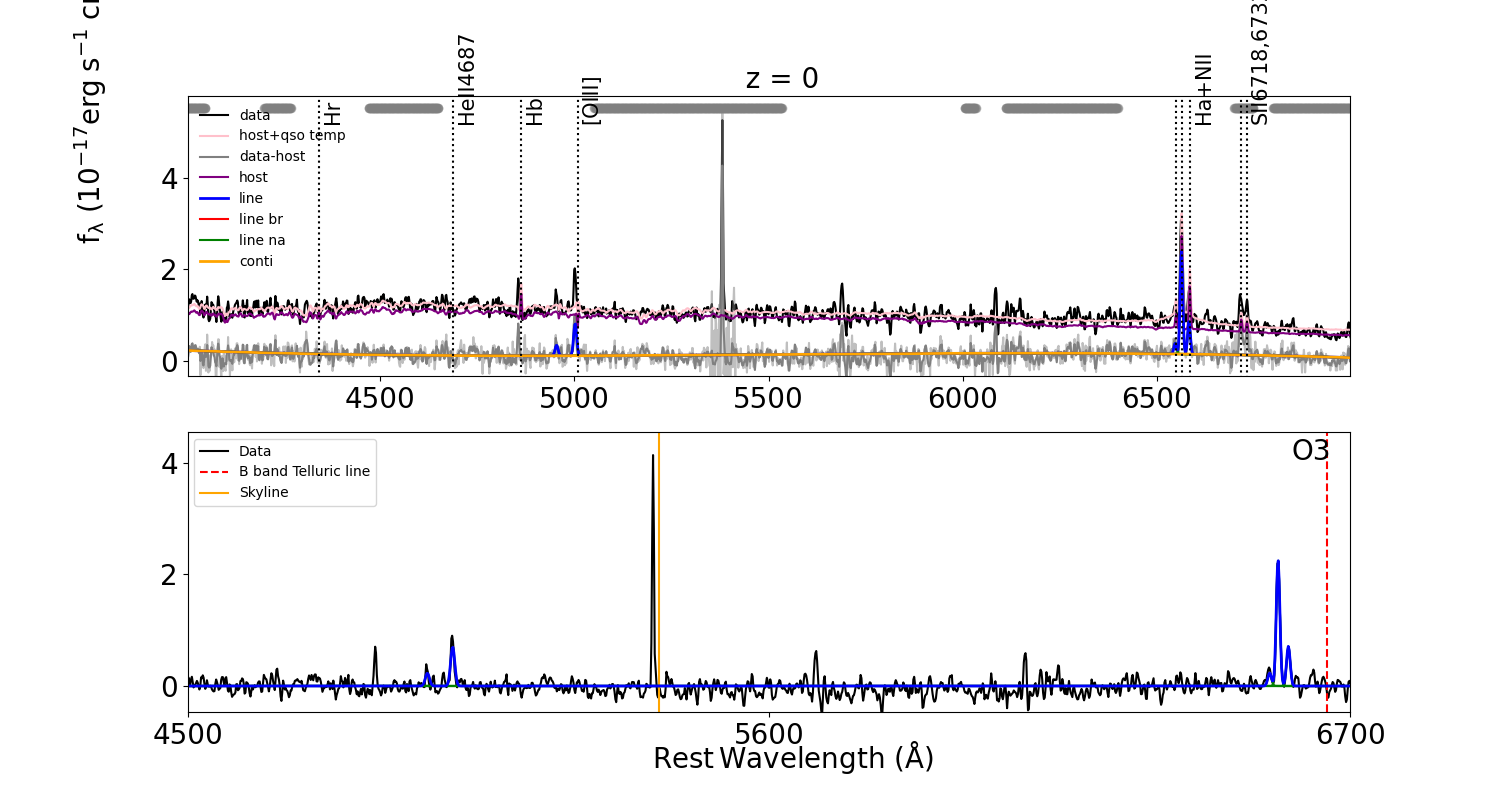 z = 0
f_λ (10^−17 erg s^−1
Hr
HeII4687
Hb
[OIII]
Ha+NII
SII6718,673
data
host+qso temp
data-host
host
line
line br
line na
conti
4
2
0
4500
5000
5500
6000
6500
O3
Data
B band Telluric line
Skyline
4
2
0
4500
5600
6700
Rest Wavelength (Å)